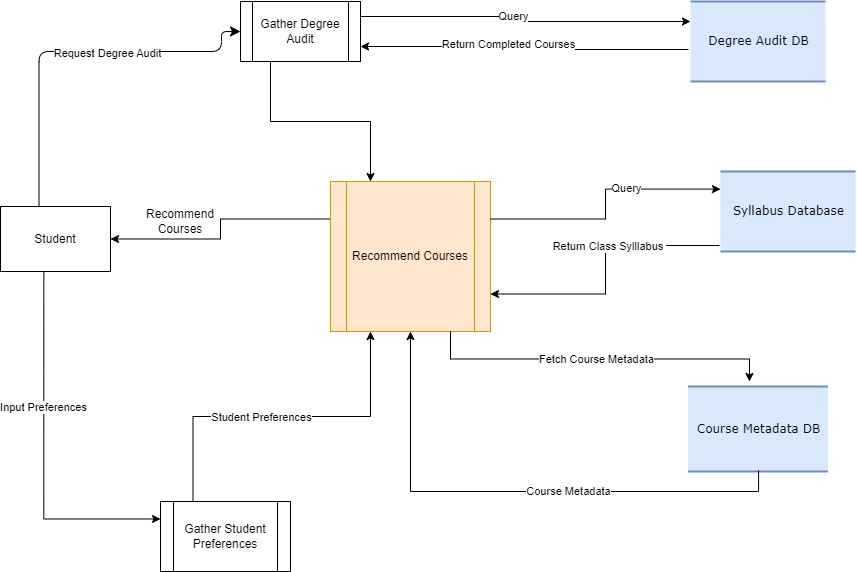 Gather Degree
Audit
Query
Return Completed Courses
Degree Audit DB
Request Degree Audit
Student
Recommend
Courses
Recommend Courses
Query
Syllabus Database
Return Class Sylllabus
Fetch Course Metadata
Course Metadata DB
Input Preferences
Student Preferences
Course Metadata
Gather Student
Preferences